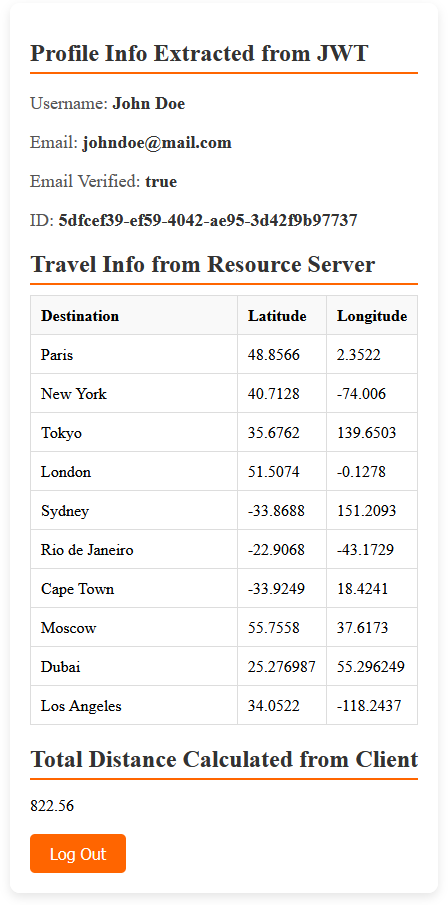 Profile Info Extracted from JWT
Username: John Doe
Email: johndoe@mail.com
Email Verified: true
ID: 5dfcef39-ef59-4042-ae95-3d42f9b97737
Travel Info from Resource Server
Destination Latitude Longitude
Paris 48.8566 2.3522
New York 40.7128 -74.006
Tokyo 35.6762 139.6503
London 51.5074 -0.1278
Sydney -33.8688 151.2093
Rio de Janeiro -22.9068 -43.1729
Cape Town -33.9249 18.4241
Moscow 55.7558 37.6173
Dubai 25.276987 55.296249
Los Angeles 34.0522 -118.2437
Total Distance Calculated from Client
822.56
Log Out